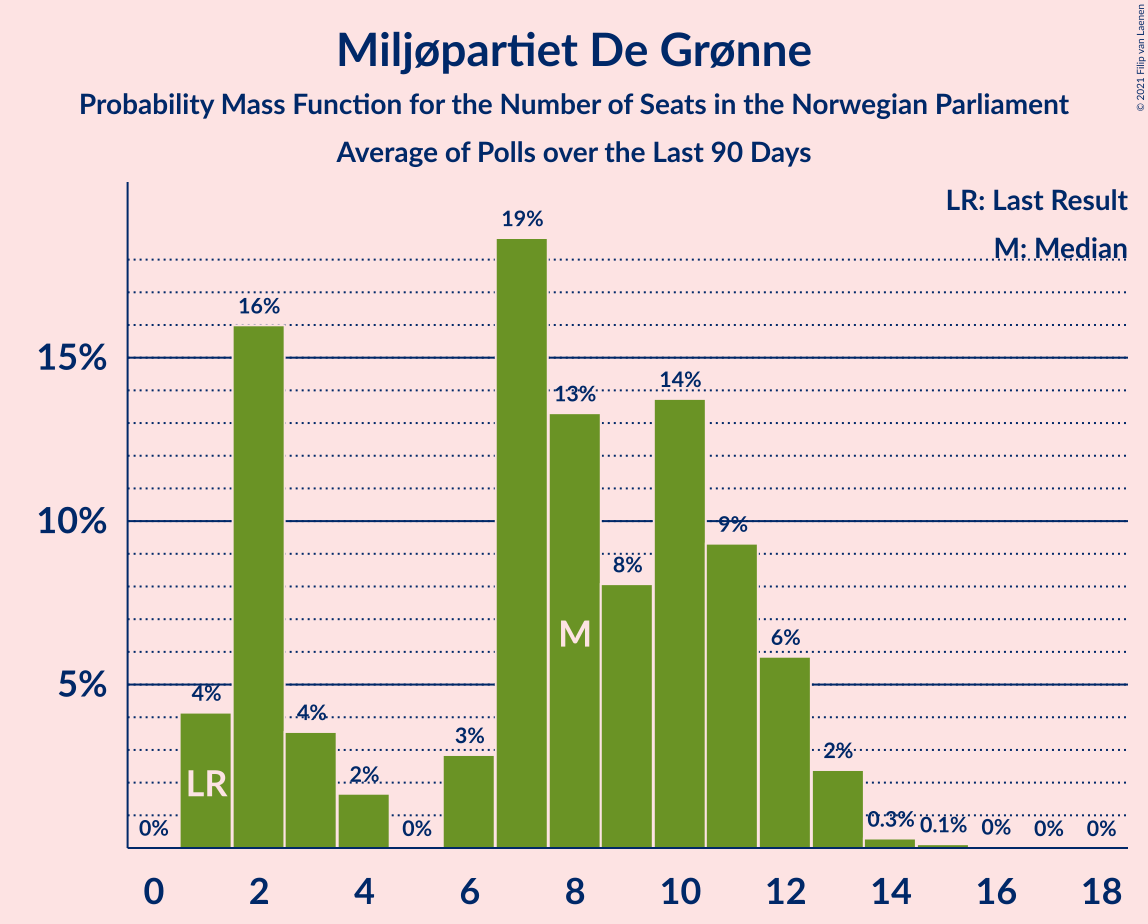 Miljøpartiet De Grønne
Probability Mass Function for the Number of Seats in the Norwegian Parliament
Average of Polls over the Last 90 Days
© 2021 Filip van Laenen
LR: Last Result
M: Median
19%
16%
15%
14%
13%
10%
9%
8%
6%
5%
4%
4%
3%
2%
2%
0.3%
0.1%
0%
0%
0%
0%
0%
LR
M
0 2 4 6 8 10 12 14 16 18